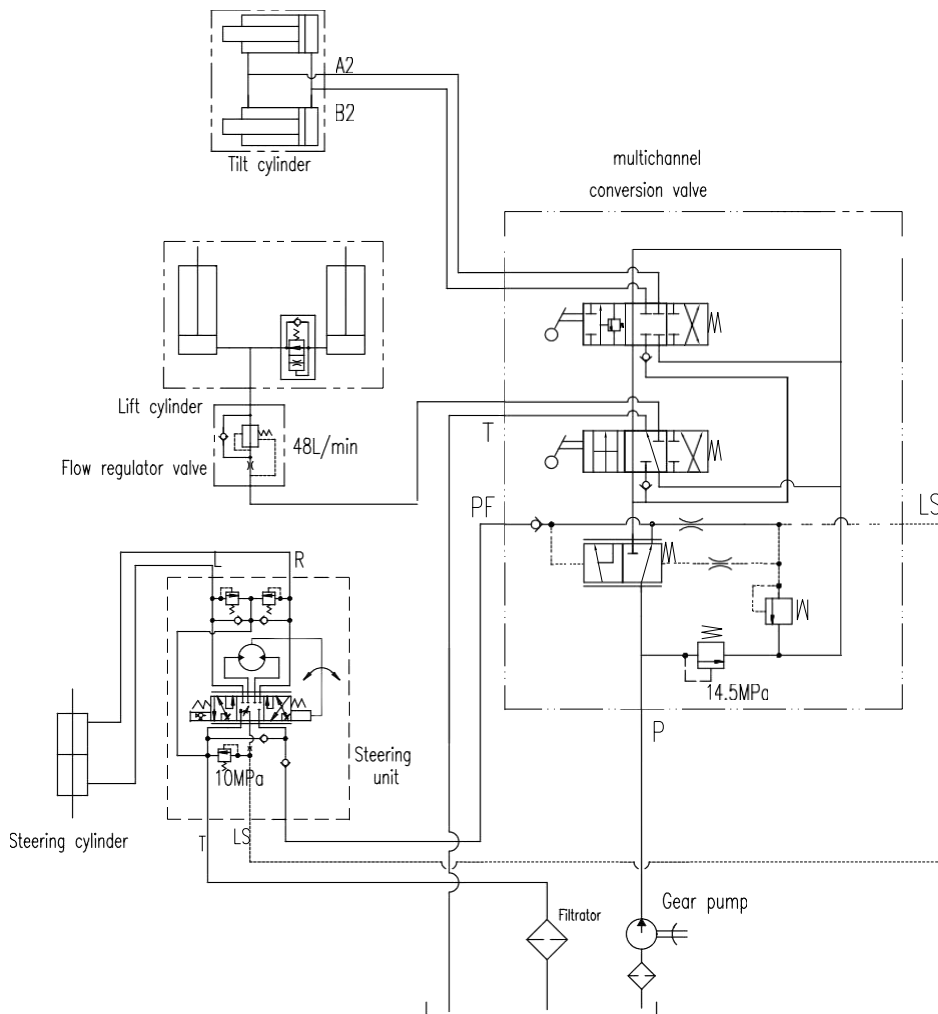 A2
B2
Tilt cylinder
multichannel
conversion valve
Lift cylinder
48L/min
Flow regulator valve
T
PF
LS
L
R
14.5MPa
P
10MPa
Steering
unit
Steering cylinder
T
LS
Gear pump
Filtrator